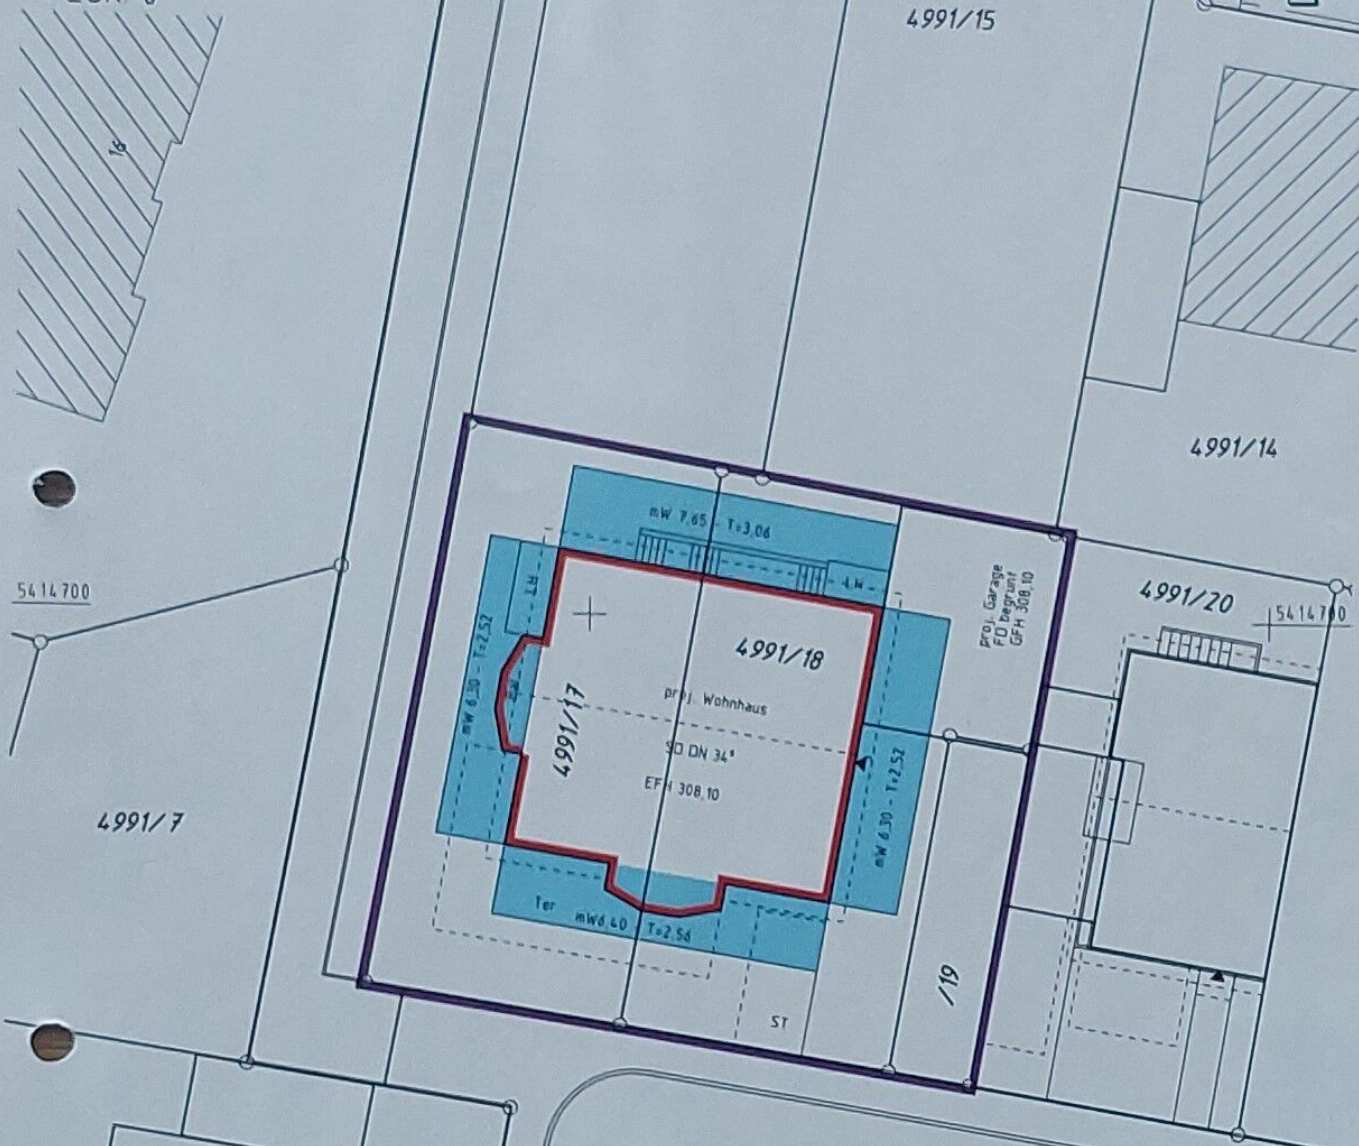 4991/15
16
4991/14
mW 7,65 - T=3,06
5414700
4991/20
5414700
proj. Garage
FD begrünt
GFH 308,10
4991/18
mW 6,30 - T=2,52
4991/17
proj. Wohnhaus
SD DN 34°
EFH 308,10
mW 6,30 - T=2,52
4991/7
Ter
mW6,40 - T=2,56
/19
ST